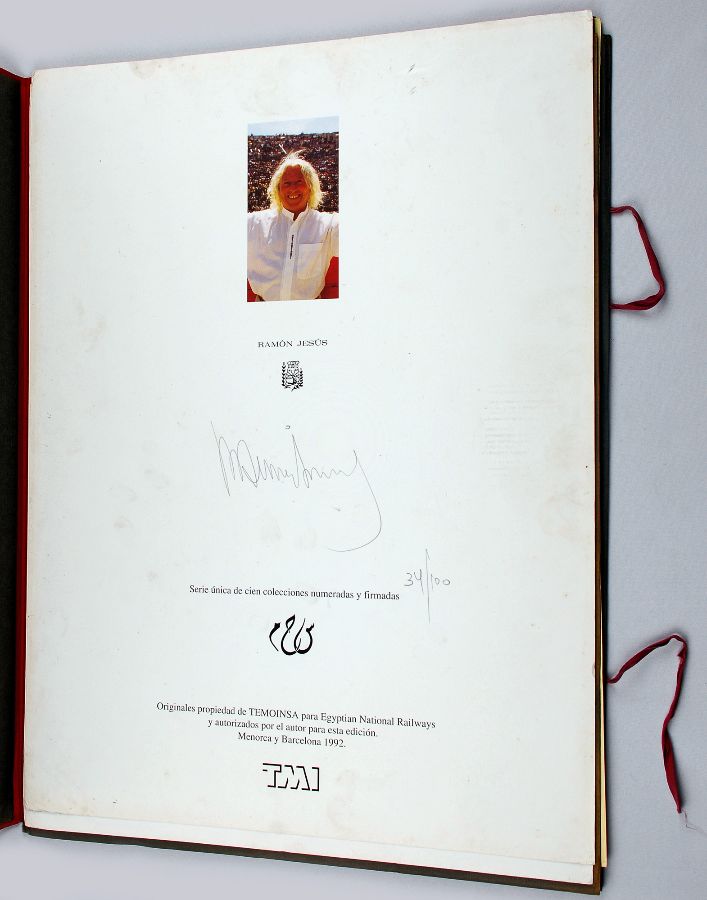 RAMÓN JESÚS
34/100
Serie única de cien colecciones numeradas y firmadas
Originales propiedad de TEMOINSA para Egyptian National Railways
y autorizados por el autor para esta edición.
Menorca y Barcelona 1992.
TMI